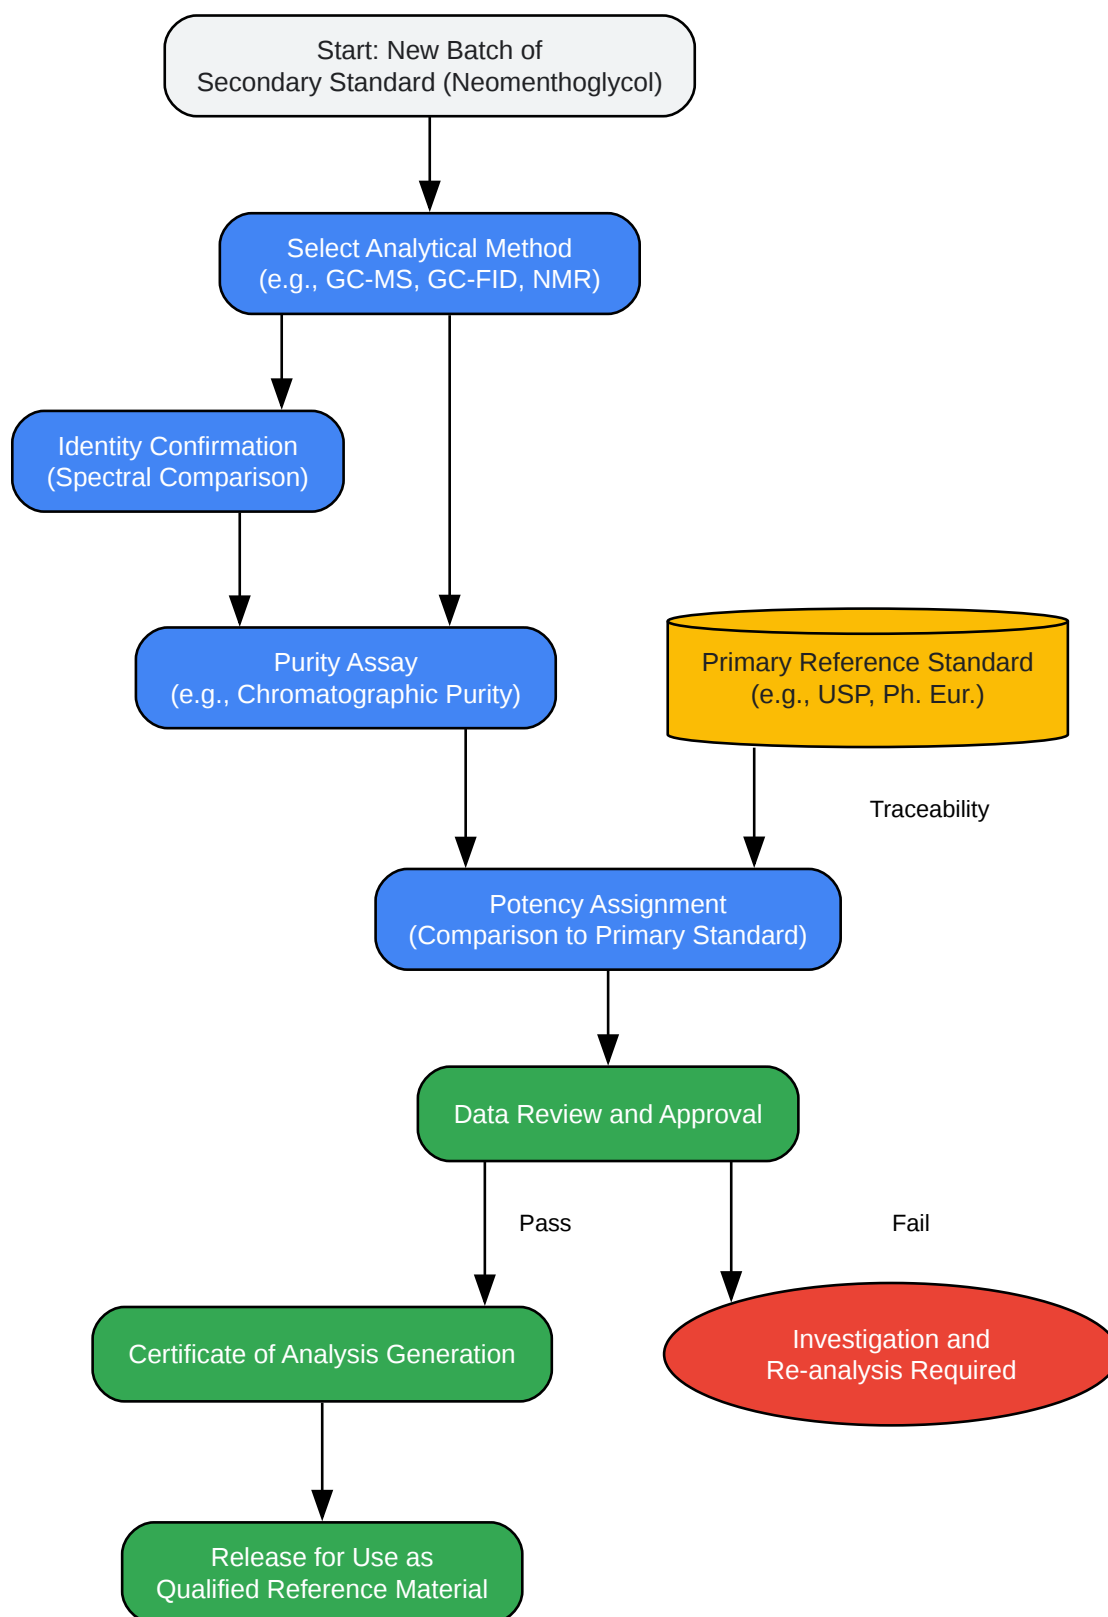 Start: New Batch of
Secondary Standard (Neomenthoglycol)
Select Analytical Method
(e.g., GC-MS, GC-FID, NMR)
Identity Confirmation
(Spectral Comparison)
Purity Assay
(e.g., Chromatographic Purity)
Primary Reference Standard
(e.g., USP, Ph. Eur.)
Traceability
Potency Assignment
(Comparison to Primary Standard)
Data Review and Approval
Pass
Fail
Certificate of Analysis Generation
Investigation and
Re-analysis Required
Release for Use as
Qualified Reference Material